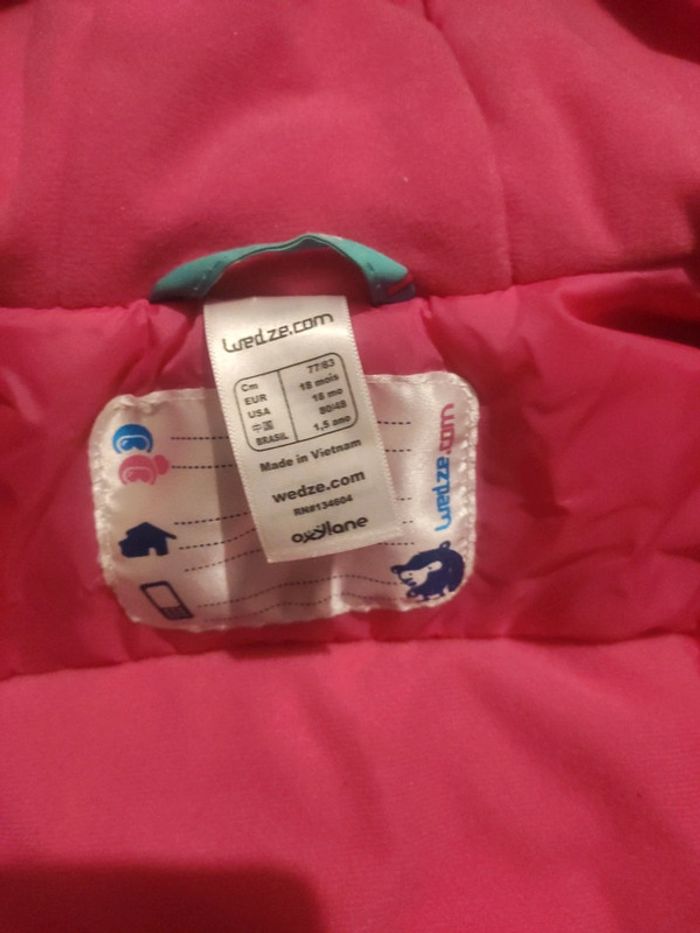 wedze.com
Cm 77/83
EUR 18 mois
USA 18 mo
中国 80/48
BRASIL 1,5 ano
Made in Vietnam
wedze.com
RN#134604
oxylane
wedze.com